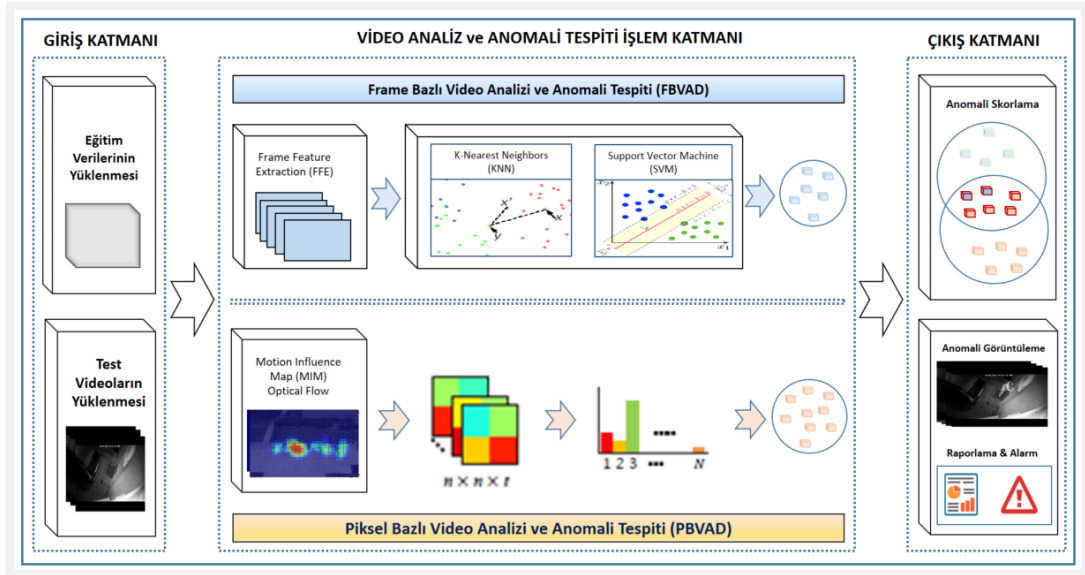 GİRİŞ KATMANI
VİDEO ANALİZ ve ANOMALİ TESPİTİ İŞLEM KATMANI
ÇIKIŞ KATMANI
Eğitim
Verilerinin
Yüklenmesi
Test
Videoların
Yüklenmesi
Frame Bazlı Video Analizi ve Anomali Tespiti (FBVAD)
Frame Feature
Extraction (FFE)
K-Nearest Neighbors
(KNN)
x'
x
y
Support Vector Machine
(SVM)
x₂
x₁
Motion Influence
Map (MIM)
Optical Flow
n × n × t
1 2 3 ... N
Piksel Bazlı Video Analizi ve Anomali Tespiti (PBVAD)
Anomali Skorlama
Anomali Görüntüleme
Raporlama & Alarm